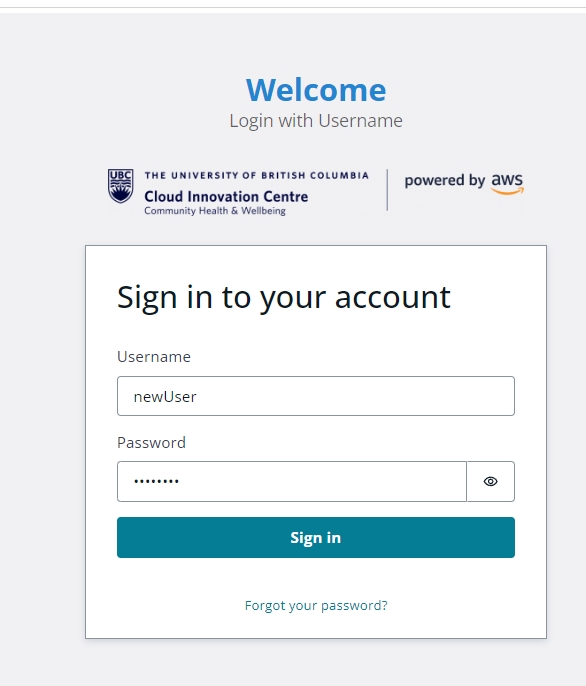 Welcome
Login with Username
UBC
THE UNIVERSITY OF BRITISH COLUMBIA
Cloud Innovation Centre
Community Health & Wellbeing
powered by aws
Sign in to your account
Username
newUser
Password
••••••••
Sign in
Forgot your password?